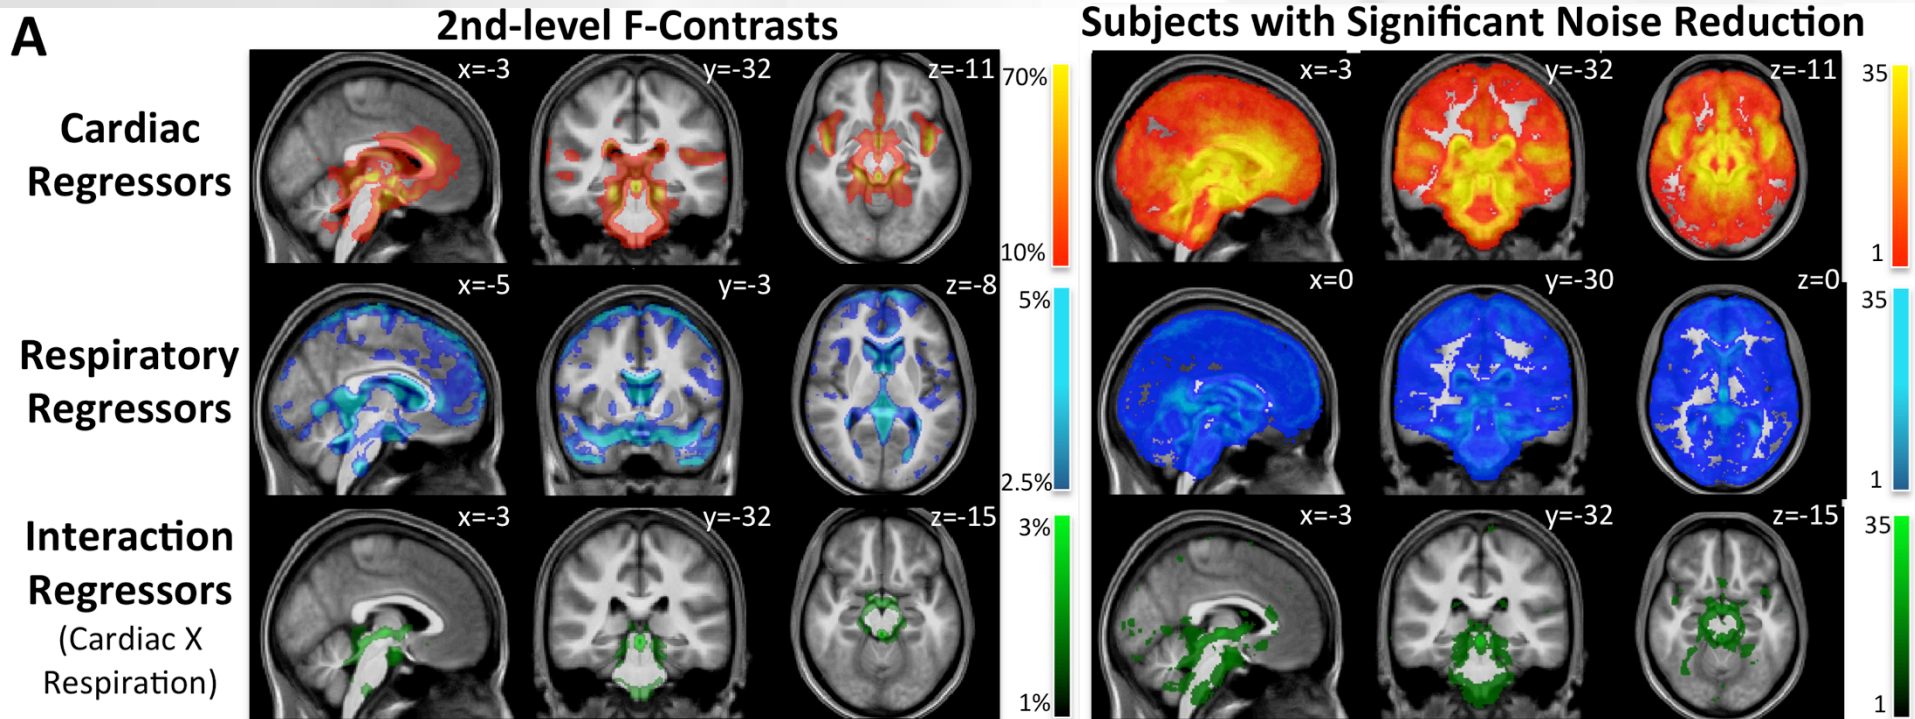 A
2nd-level F-Contrasts
Subjects with Significant Noise Reduction
Cardiac
Regressors
x=-3
y=-32
z=-11
70%
10%
x=-3
y=-32
z=-11
35
1
Respiratory
Regressors
x=-5
y=-3
z=-8
5%
2.5%
x=0
y=-30
z=0
35
1
Interaction
Regressors
(Cardiac X
Respiration)
x=-3
y=-32
z=-15
3%
1%
x=-3
y=-32
z=-15
35
1